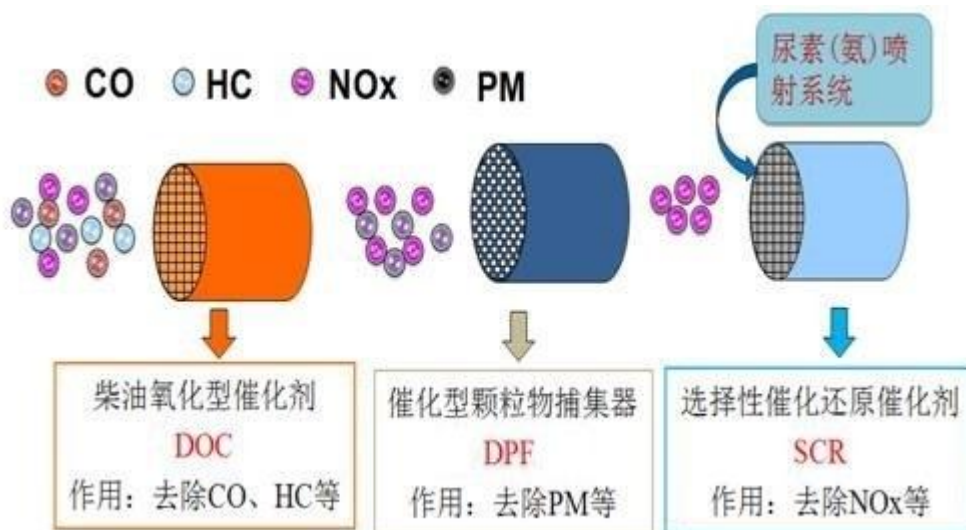 尿素(氨)喷
射系统
CO HC NOx PM
柴油氧化型催化剂
DOC
作用：去除CO、HC等
催化型颗粒物捕集器
DPF
作用：去除PM等
选择性催化还原催化剂
SCR
作用：去除NOx等